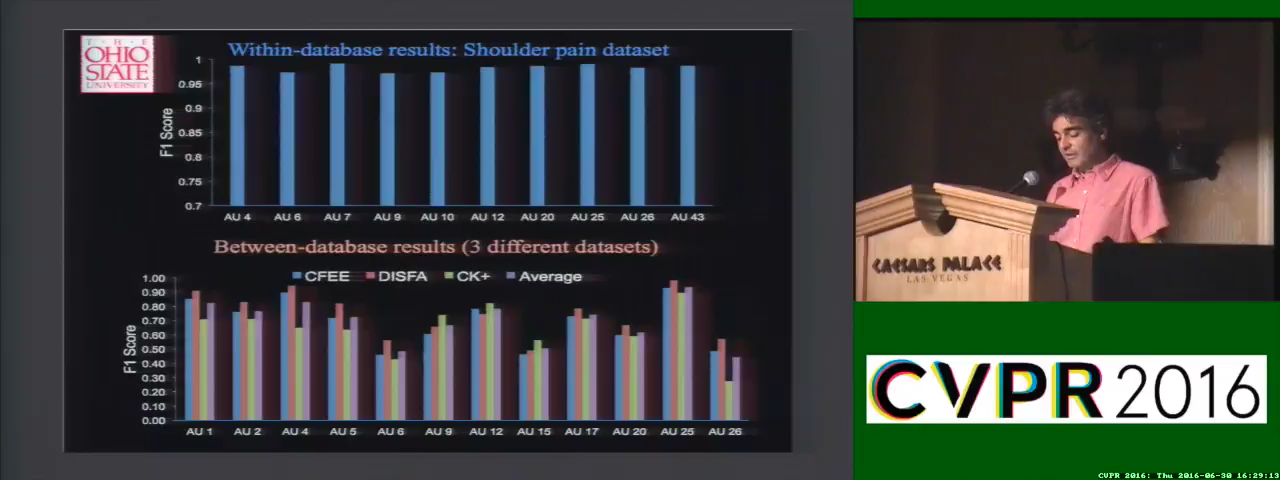 T · H · E
OHIO
STATE
UNIVERSITY
Within-database results: Shoulder pain dataset
1
0.95
0.9
0.85
0.8
0.75
0.7
F1 Score
AU 4 AU 6 AU 7 AU 9 AU 10 AU 12 AU 20 AU 25 AU 26 AU 43
Between-database results (3 different datasets)
CFEE DISFA CK+ Average
1.00
0.90
0.80
0.70
0.60
0.50
0.40
0.30
0.20
0.10
0.00
F1 Score
AU 1 AU 2 AU 4 AU 5 AU 6 AU 9 AU 12 AU 15 AU 17 AU 20 AU 25 AU 26
CAESARS PALACE
LAS VEGAS
CVPR 2016
CVPR 2016: Thu 2016-06-30 16:29:13